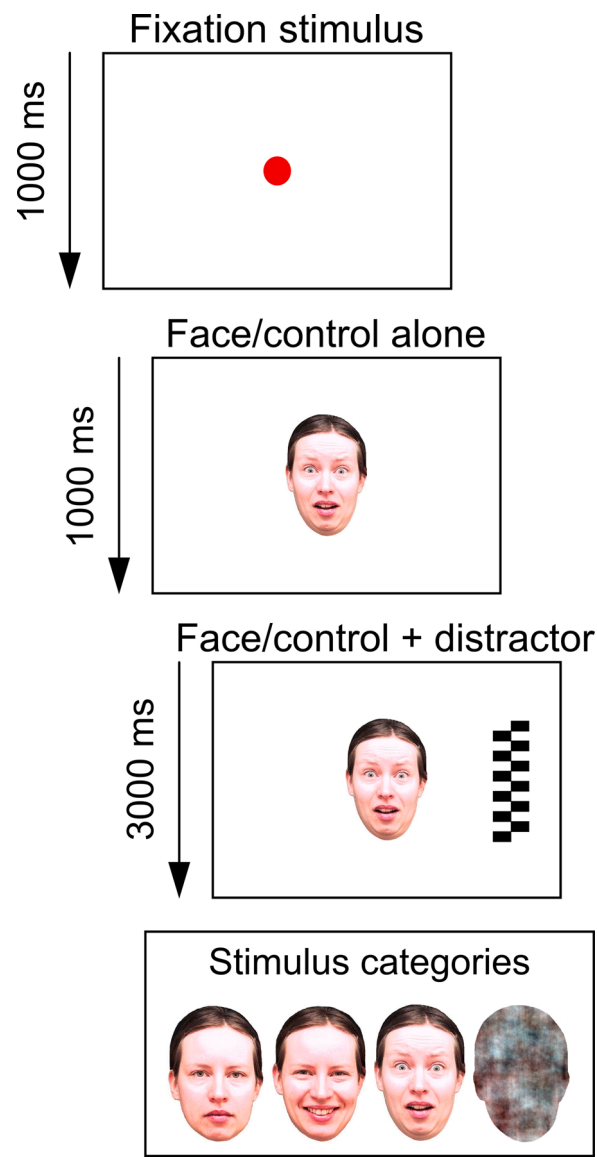 Fixation stimulus
1000 ms
Face/control alone
1000 ms
Face/control + distractor
3000 ms
Stimulus categories